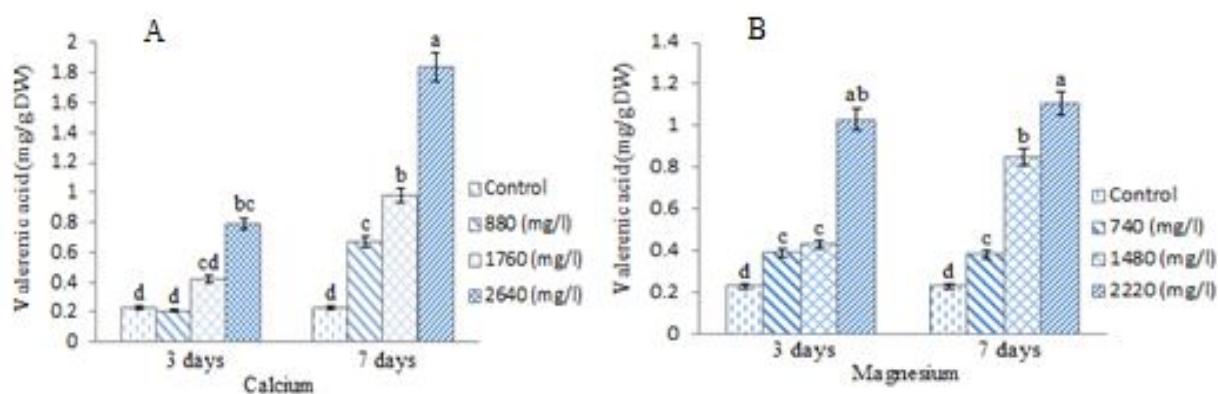 A
Valerenic acid (mg/gDW)
2
1.8
1.6
1.4
1.2
1
0.8
0.6
0.4
0.2
0
d d cd bc
d c b a
3 days 7 days
Calcium
Control
880 (mg/l)
1760 (mg/l)
2640 (mg/l)
B
Valerenic acid (mg/gDW)
1.4
1.2
1
0.8
0.6
0.4
0.2
0
d c c ab
d c b a
3 days 7 days
Magnesium
Control
740 (mg/l)
1480 (mg/l)
2220 (mg/l)